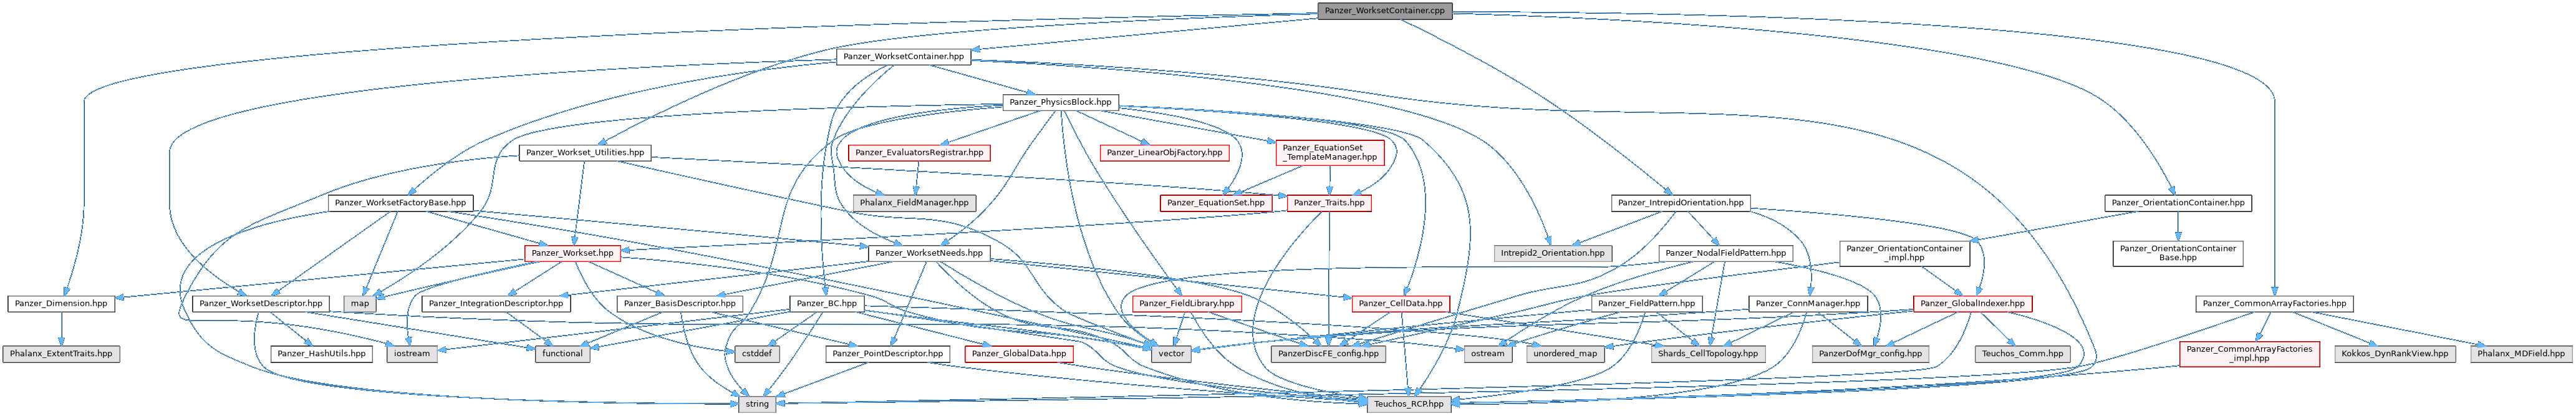 Panzer_WorksetContainer.cpp
Panzer_WorksetContainer.hpp
Panzer_PhysicsBlock.hpp
Panzer_Workset_Utilities.hpp
Panzer_EvaluatorsRegistrar.hpp
Panzer_LinearObjFactory.hpp
Panzer_EquationSet
_TemplateManager.hpp
Panzer_WorksetFactoryBase.hpp
Phalanx_FieldManager.hpp
Panzer_EquationSet.hpp
Panzer_Traits.hpp
Panzer_IntrepidOrientation.hpp
Panzer_OrientationContainer.hpp
Panzer_Workset.hpp
Panzer_WorksetNeeds.hpp
Intrepid2_Orientation.hpp
Panzer_NodalFieldPattern.hpp
Panzer_OrientationContainer
_impl.hpp
Panzer_OrientationContainer
Base.hpp
Panzer_Dimension.hpp
Panzer_WorksetDescriptor.hpp
map
Panzer_IntegrationDescriptor.hpp
Panzer_BasisDescriptor.hpp
Panzer_BC.hpp
Panzer_FieldLibrary.hpp
Panzer_CellData.hpp
Panzer_FieldPattern.hpp
Panzer_ConnManager.hpp
Panzer_GlobalIndexer.hpp
Panzer_CommonArrayFactories.hpp
Phalanx_ExtentTraits.hpp
Panzer_HashUtils.hpp
iostream
functional
cstddef
Panzer_PointDescriptor.hpp
Panzer_GlobalData.hpp
vector
PanzerDiscFE_config.hpp
ostream
unordered_map
Shards_CellTopology.hpp
PanzerDofMgr_config.hpp
Teuchos_Comm.hpp
Panzer_CommonArrayFactories
_impl.hpp
Kokkos_DynRankView.hpp
Phalanx_MDField.hpp
string
Teuchos_RCP.hpp